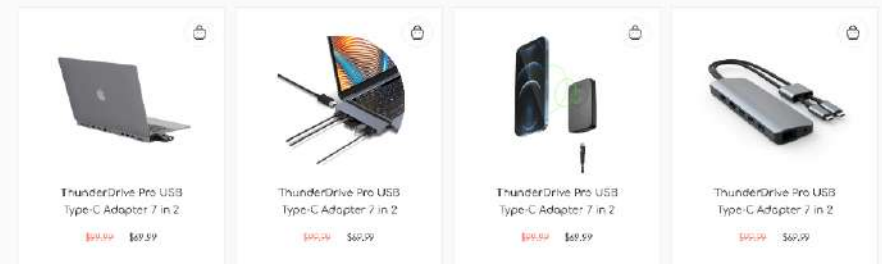 ThunderDrive Pro USB
Type-C Adapter 7 in 2
$99.99 $69.99
ThunderDrive Pro USB
Type-C Adapter 7 in 2
$99.99 $69.99
ThunderDrive Pro USB
Type-C Adapter 7 in 2
$99.99 $69.99
ThunderDrive Pro USB
Type-C Adapter 7 in 2
$99.99 $69.99